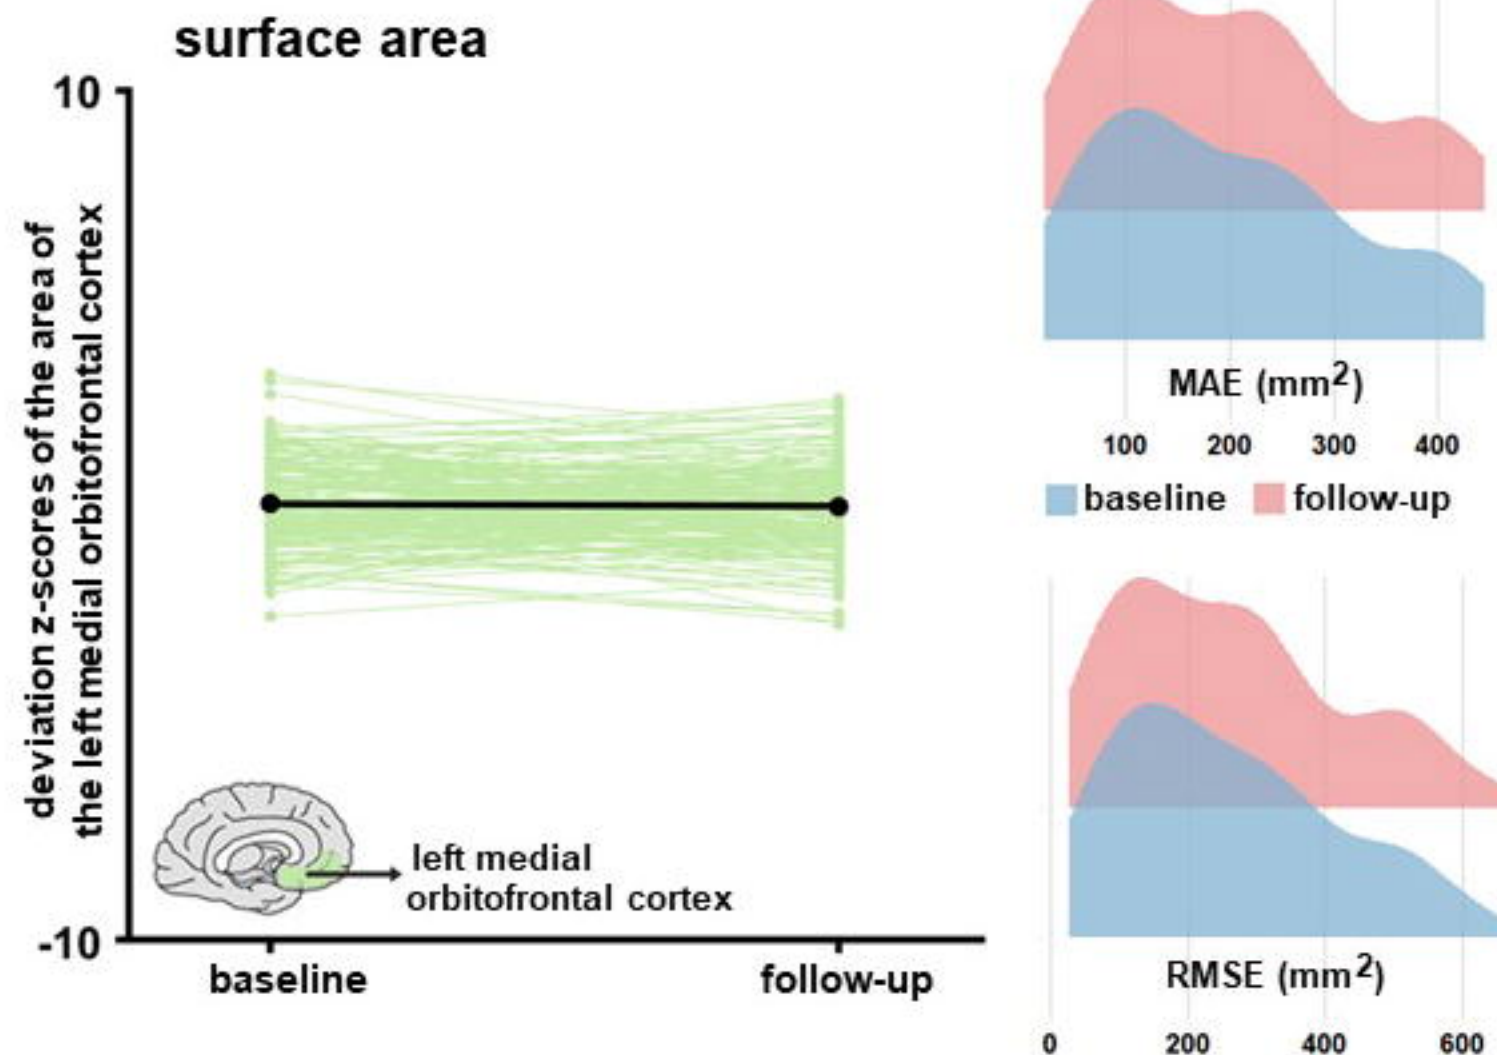 surface area
10
deviation z-scores of the area of
the left medial orbitofrontal cortex
left medial
orbitofrontal cortex
-10
baseline
follow-up
MAE (mm²)
100 200 300 400
baseline follow-up
RMSE (mm²)
0 200 400 600